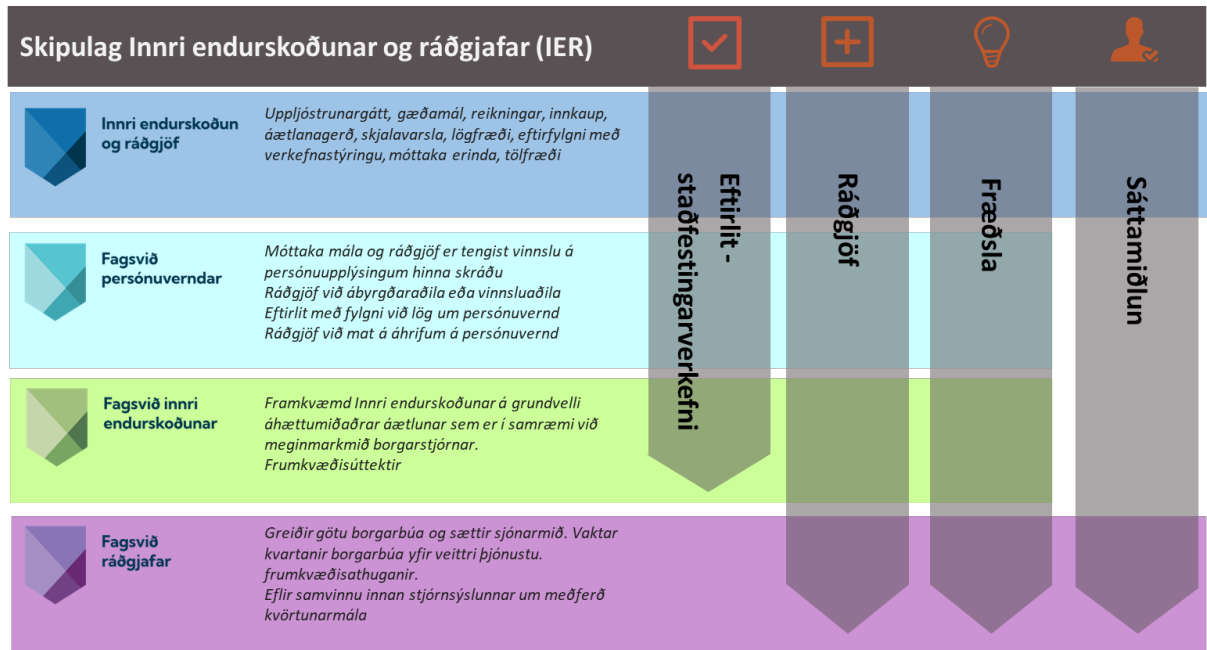 Skipulag Innri endurskoðunar og ráðgjafar (IER)
Innri endurskoðun
og ráðgjöf
Uppljóstrunargátt, gæðamál, reikningar, innkaup,
áætlanagerð, skjalavarsla, lögfræði, eftirfylgni með
verkefnastýringu, móttaka erinda, tölfræði
Fagsvið
persónuverndar
Móttaka mála og ráðgjöf er tengist vinnslu á
persónuupplýsingum hinna skráðu
Ráðgjöf við ábyrgðaraðila eða vinnsluaðila
Eftirlit með fylgni við lög um persónuvernd
Ráðgjöf við mat á áhrifum á persónuvernd
Fagsvið innri
endurskoðunar
Framkvæmd Innri endurskoðunar á grundvelli
áhættumiðaðrar áætlunar sem er í samræmi við
meginmarkmið borgarstjórnar.
Frumkvæðisúttektir
Fagsvið
ráðgjafar
Greiðir götu borgarbúa og sættir sjónarmið. Vaktar
kvartanir borgarbúa yfir veittri þjónustu.
frumkvæðisathuganir.
Eflir samvinnu innan stjórnsýslunnar um meðferð
kvörtunarmála
Eftirlit -
staðfestingarverkefni
Ráðgjöf
Fræðsla
Sáttamiðlun